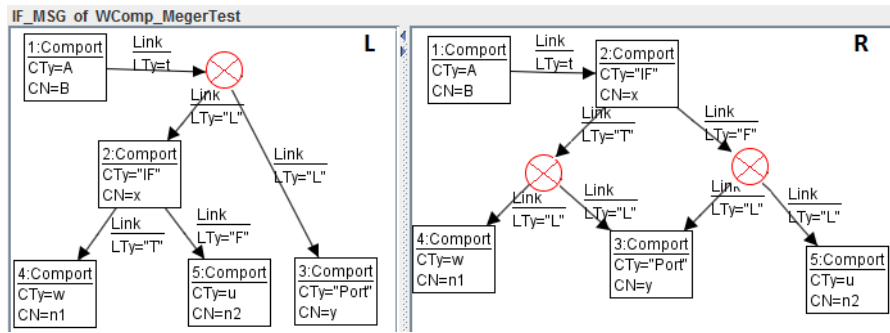 IF_MSG of WComp_MegerTest
L
1:Comport
CTy=A
CN=B
Link
LTy=t
Link
LTy="L"
2:Comport
CTy="IF"
CN=x
Link
LTy="L"
Link
LTy="T"
Link
LTy="F"
4:Comport
CTy=w
CN=n1
5:Comport
CTy=u
CN=n2
3:Comport
CTy="Port"
CN=y
R
1:Comport
CTy=A
CN=B
Link
LTy=t
2:Comport
CTy="IF"
CN=x
Link
LTy="T"
Link
LTy="F"
Link
LTy="L"
Link
LTy="L"
Link
LTy="L"
Link
LTy="L"
4:Comport
CTy=w
CN=n1
3:Comport
CTy="Port"
CN=y
5:Comport
CTy=u
CN=n2